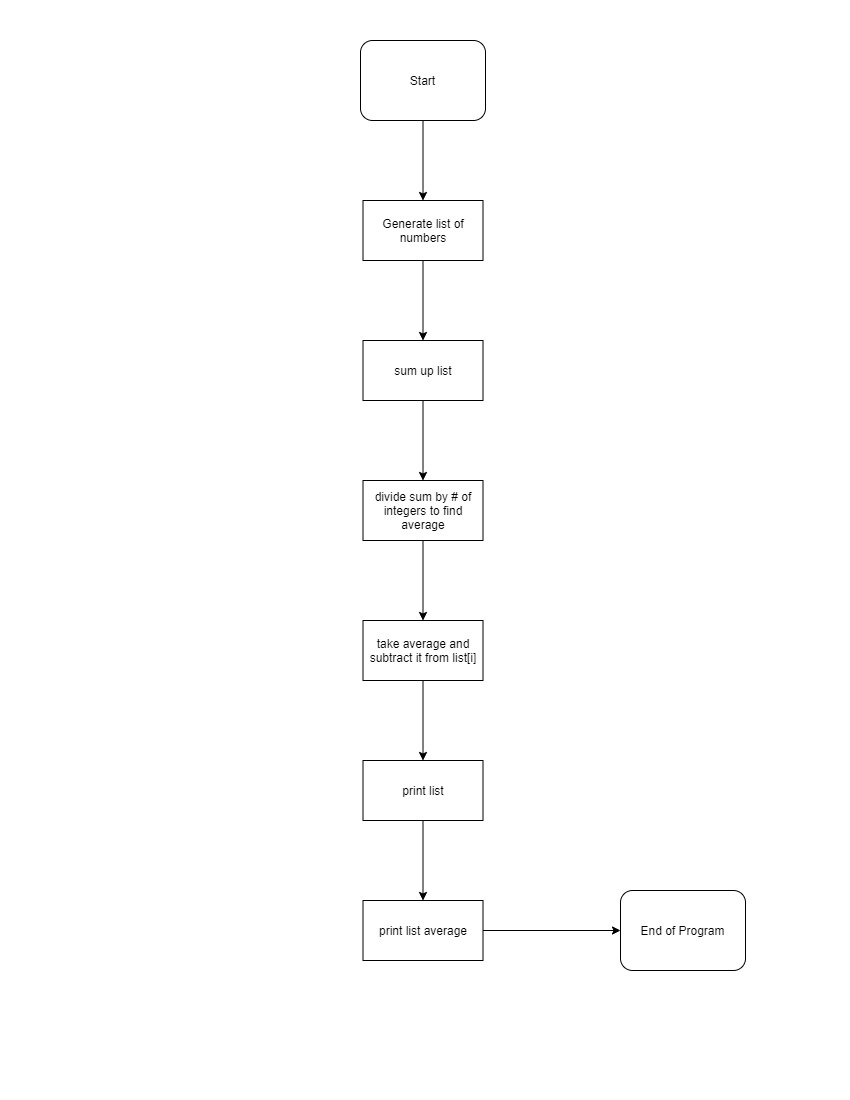 Start
Generate list of
numbers
sum up list
divide sum by # of
integers to find
average
take average and
subtract it from list[i]
print list
print list average
End of Program